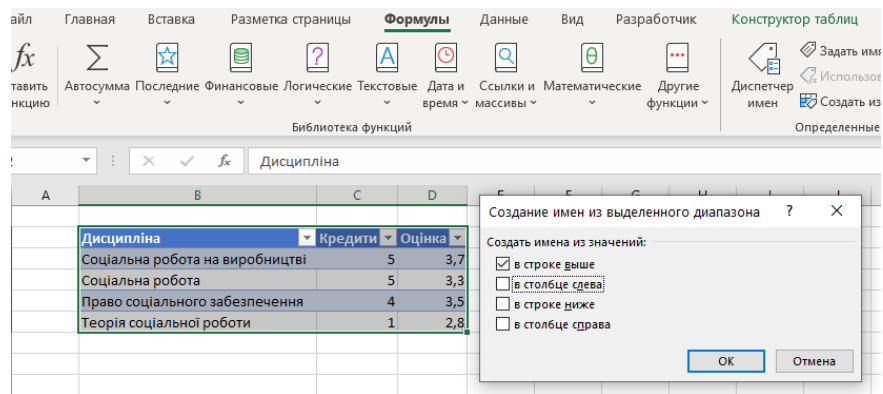 айл Главная Вставка Разметка страницы Формулы Данные Вид Разработчик Конструктор таблиц
fx Σ ? A θ Задать имя
тавить Автосумма Последние Финансовые Логические Текстовые Дата и Ссылки и Математические Другие Диспетчер Использов
нкцию время массивы функции имен Создать из
Библиотека функций Определенные
fx Дисципліна
A B C D
Создание имен из выделенного диапазона ? ×
Дисципліна Кредити Оцінка
Соціальна робота на виробництві 5 3,7
Соціальна робота 5 3,3
Право соціального забезпечення 4 3,5
Теорія соціальної роботи 1 2,8
Создать имена из значений:
в строке выше
в столбце слева
в строке ниже
в столбце справа
ОК Отмена